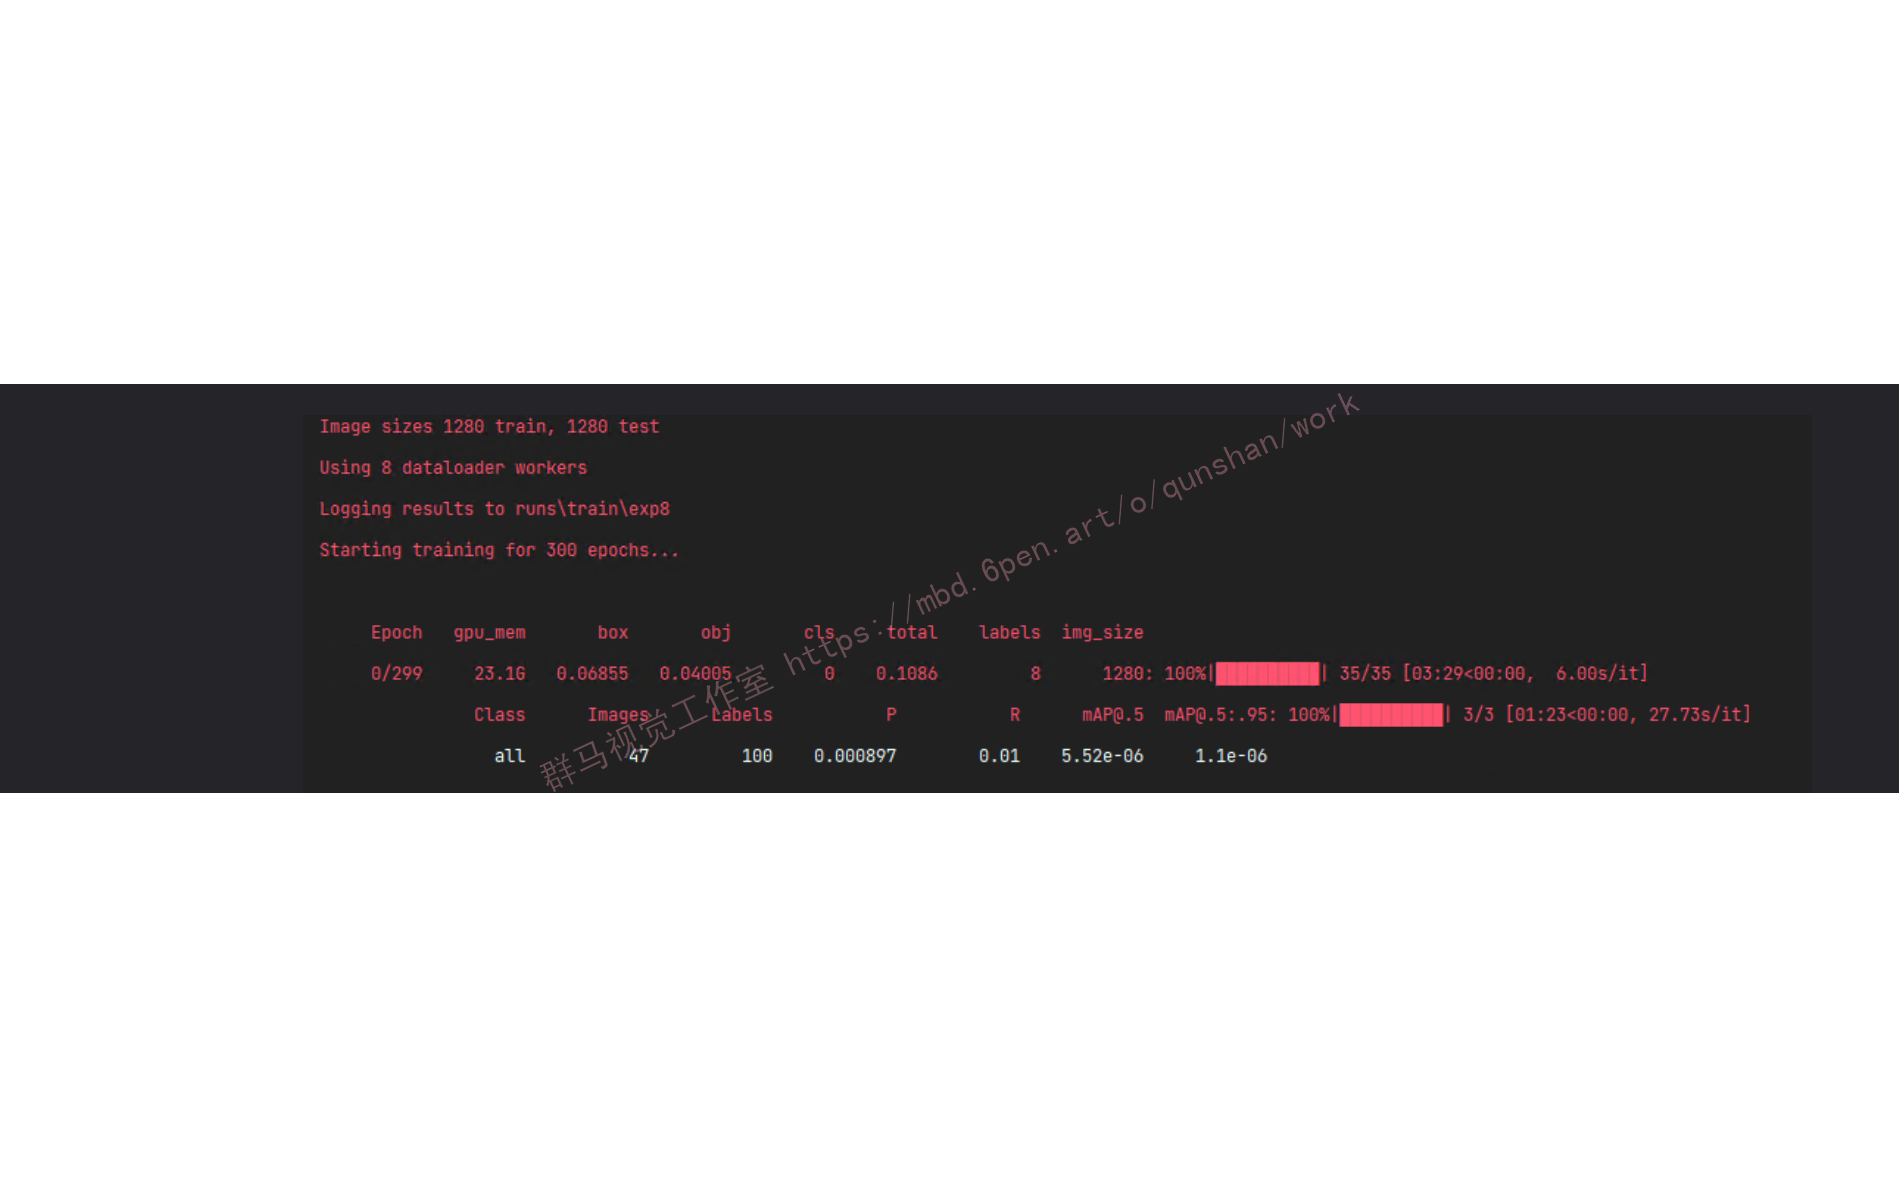 Image sizes 1280 train, 1280 test
Using 8 dataloader workers
Logging results to runs\train\exp8
Starting training for 300 epochs...
Epoch gpu_mem box obj cls total labels img_size
0/299 23.1G 0.06855 0.04005 0 0.1086 8 1280: 100%|██████████| 35/35 [03:29<00:00, 6.00s/it]
Class Images Labels P R mAP@.5 mAP@.5:.95: 100%|██████████| 3/3 [01:23<00:00, 27.73s/it]
all 47 100 0.000897 0.01 5.52e-06 1.1e-06
群马视觉工作室 https://mbd.6pen.art/o/qunshan/work